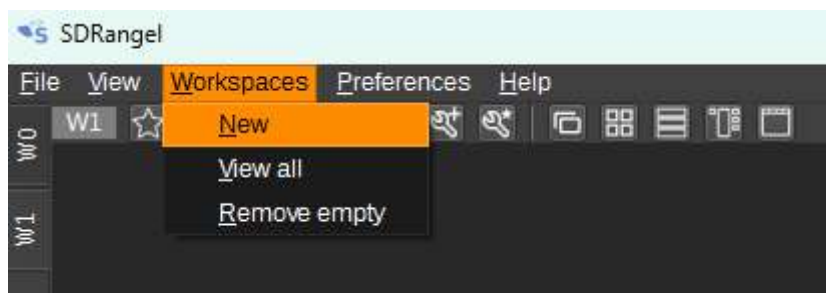 SDRangel
File View Workspaces Preferences Help
W1 New
View all
Remove empty
W0
W1